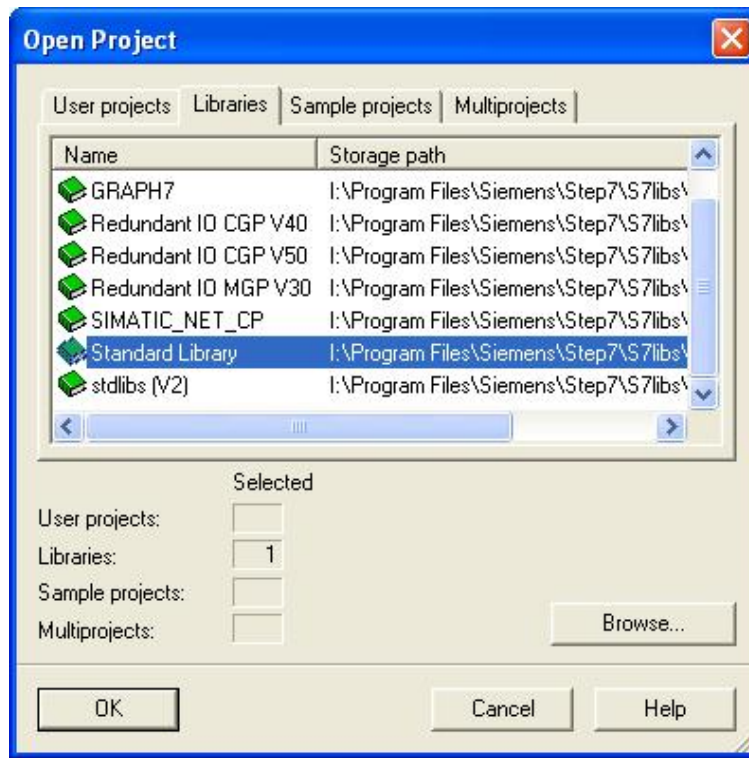 Open Project
User projects Libraries Sample projects Multiprojects
Name Storage path
GRAPH7 I:\Program Files\Siemens\Step7\S7libs\
Redundant IO CGP V40 I:\Program Files\Siemens\Step7\S7libs\
Redundant IO CGP V50 I:\Program Files\Siemens\Step7\S7libs\
Redundant IO MGP V30 I:\Program Files\Siemens\Step7\S7libs\
SIMATIC_NET_CP I:\Program Files\Siemens\Step7\S7libs\
Standard Library I:\Program Files\Siemens\Step7\S7libs\
stdlibs (V2) I:\Program Files\Siemens\Step7\S7libs\
Selected
User projects:
Libraries: 1
Sample projects:
Multiprojects:
Browse...
OK Cancel Help